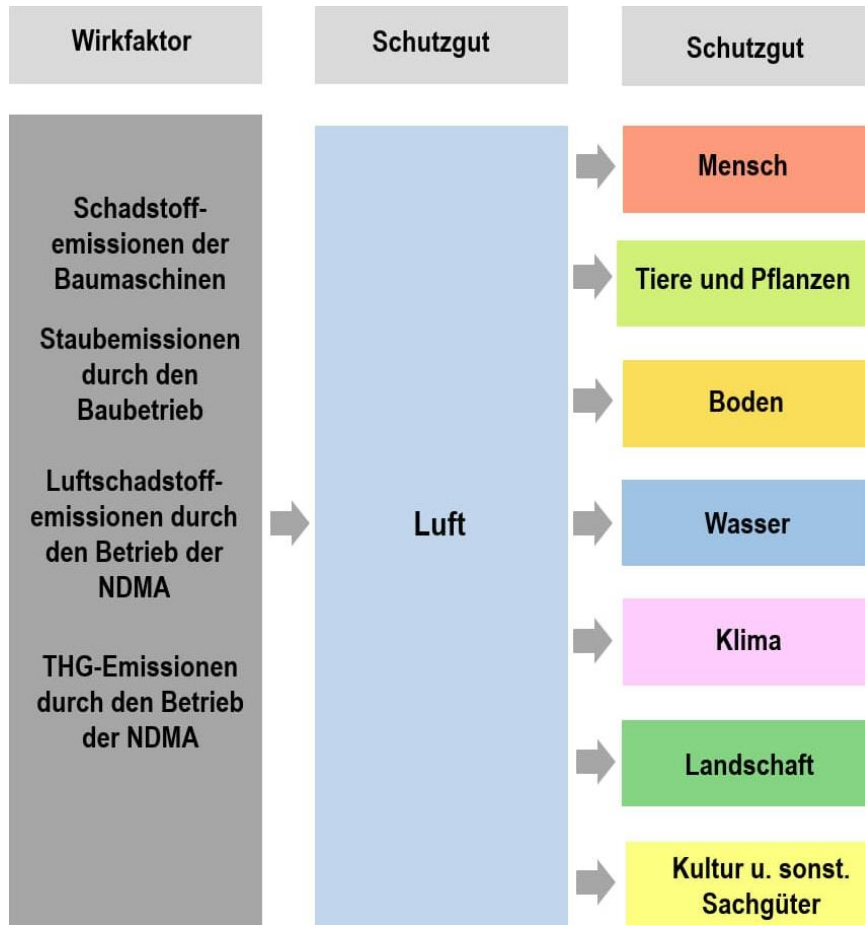 Wirkfaktor
Schutzgut
Schutzgut
Schadstoff-
emissionen der
Baumaschinen
Staubemissionen
durch den
Baubetrieb
Luftschadstoff-
emissionen durch
den Betrieb der
NDMA
THG-Emissionen
durch den Betrieb
der NDMA
Luft
Mensch
Tiere und Pflanzen
Boden
Wasser
Klima
Landschaft
Kultur u. sonst.
Sachgüter